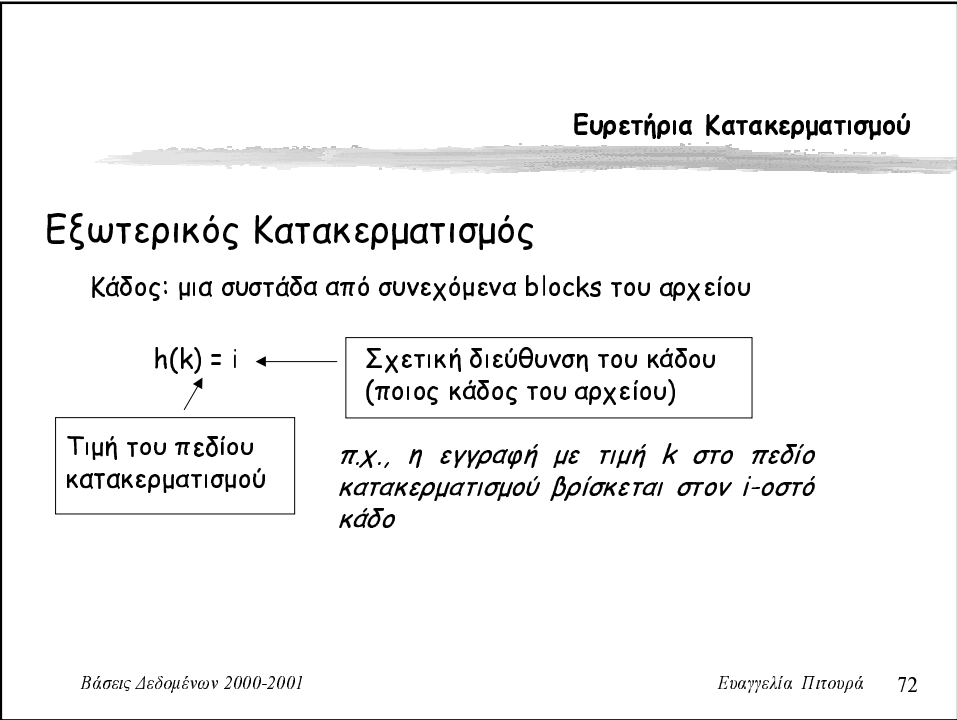 Ευρετήρια Κατακερματισμού
Εξωτερικός Κατακερματισμός
Κάδος: μια συστάδα από συνεχόμενα blocks του αρχείου
h(k) = i
Σχετική διεύθυνση του κάδου
(ποιος κάδος του αρχείου)
Τιμή του πεδίου
κατακερματισμού
π.χ., η εγγραφή με τιμή k στο πεδίο
κατακερματισμού βρίσκεται στον i-οστό
κάδο
Βάσεις Δεδομένων 2000-2001
Ευαγγελία Πιτουρά 72